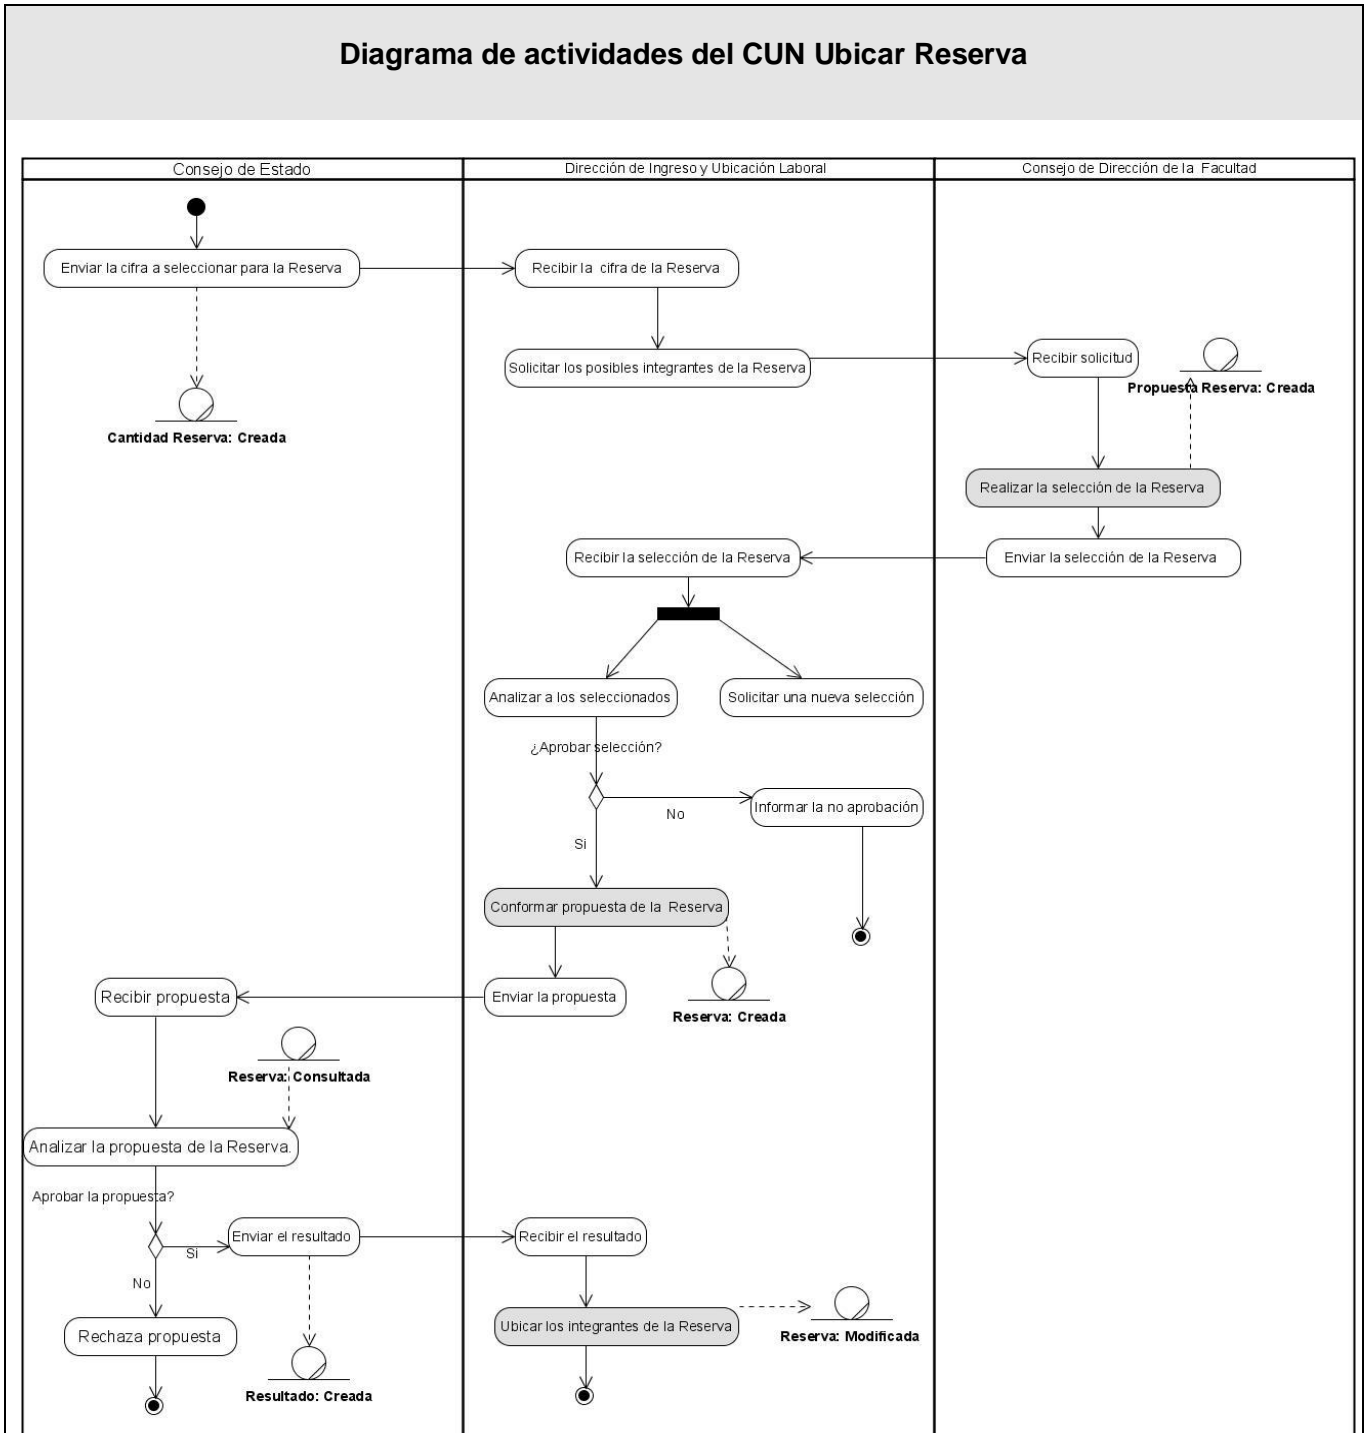 Diagrama de actividades del CUN Ubicar Reserva
Consejo de Estado
Dirección de Ingreso y Ubicación Laboral
Consejo de Dirección de la Facultad
Enviar la cifra a seleccionar para la Reserva
Recibir la cifra de la Reserva
Solicitar los posibles integrantes de la Reserva
Recibir solicitud
Propuesta Reserva: Creada
Cantidad Reserva: Creada
Realizar la selección de la Reserva
Recibir la selección de la Reserva
Enviar la selección de la Reserva
Analizar a los seleccionados
Solicitar una nueva selección
¿Aprobar selección?
Informar la no aprobación
No
Si
Conformar propuesta de la Reserva
Recibir propuesta
Enviar la propuesta
Reserva: Creada
Reserva: Consultada
Analizar la propuesta de la Reserva.
Aprobar la propuesta?
Enviar el resultado
Recibir el resultado
Si
No
Rechaza propuesta
Ubicar los integrantes de la Reserva
Reserva: Modificada
Resultado: Creada